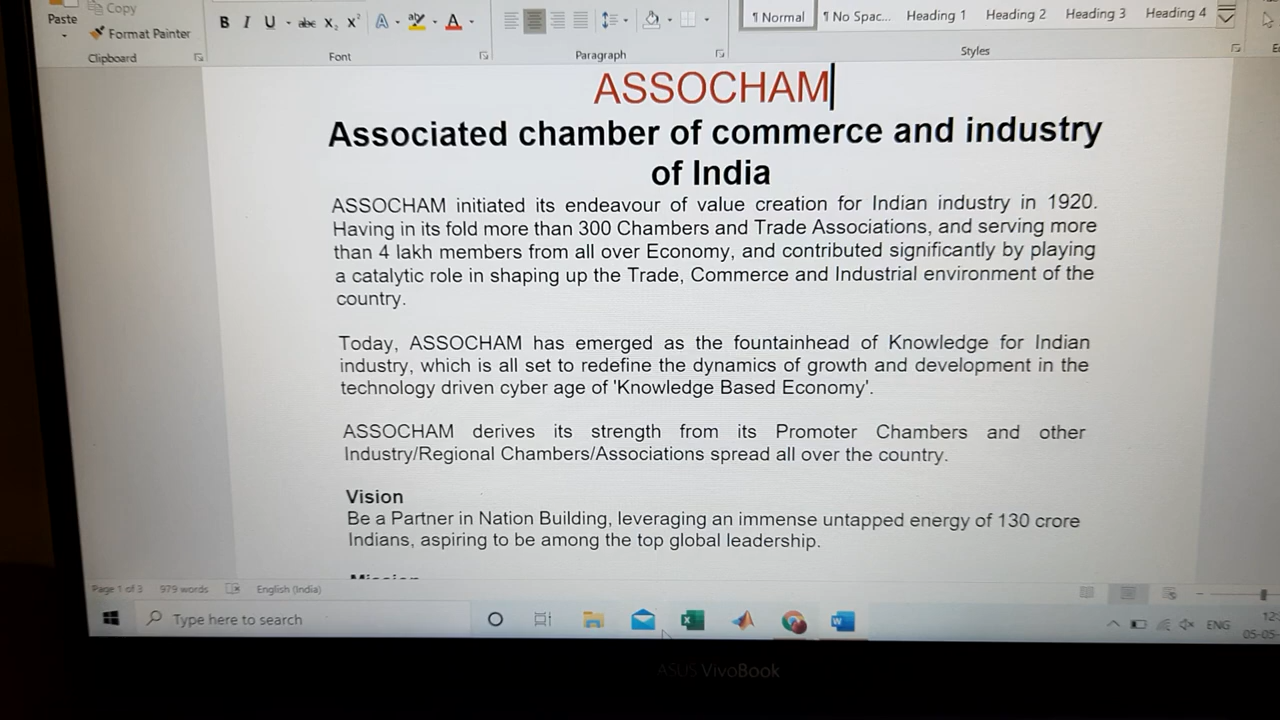 Copy
Paste
Format Painter
Clipboard
B I U abc X₂ X² A ab A
Font
Paragraph
¶ Normal
¶ No Spac...
Heading 1
Heading 2
Heading 3
Heading 4
Styles
ASSOCHAM
Associated chamber of commerce and industry
of India
ASSOCHAM initiated its endeavour of value creation for Indian industry in 1920.
Having in its fold more than 300 Chambers and Trade Associations, and serving more
than 4 lakh members from all over Economy, and contributed significantly by playing
a catalytic role in shaping up the Trade, Commerce and Industrial environment of the
country.
Today, ASSOCHAM has emerged as the fountainhead of Knowledge for Indian
industry, which is all set to redefine the dynamics of growth and development in the
technology driven cyber age of 'Knowledge Based Economy'.
ASSOCHAM derives its strength from its Promoter Chambers and other
Industry/Regional Chambers/Associations spread all over the country.
Vision
Be a Partner in Nation Building, leveraging an immense untapped energy of 130 crore
Indians, aspiring to be among the top global leadership.
Page 1 of 3 979 words English (India)
Type here to search
ENG
05-05
ASUS VivoBook